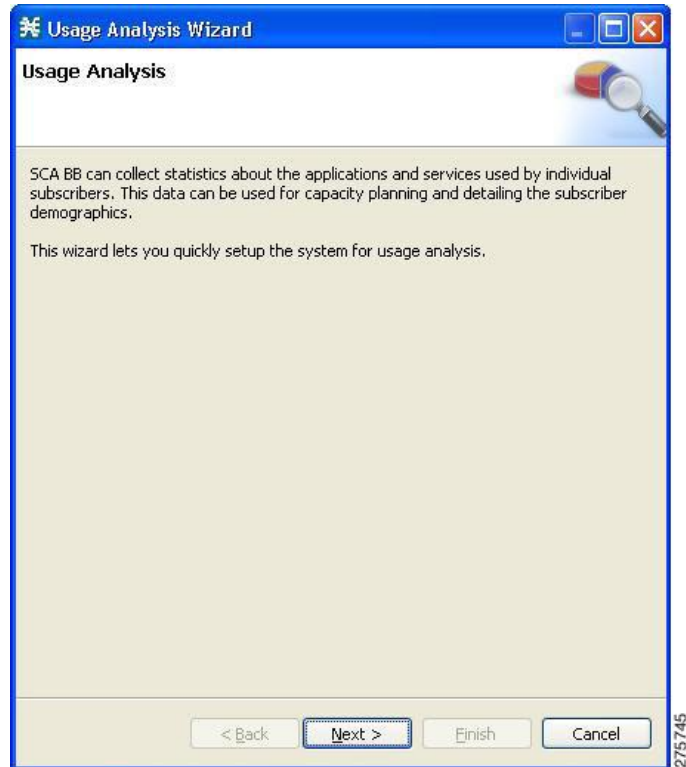 Usage Analysis Wizard
Usage Analysis
SCA BB can collect statistics about the applications and services used by individual
subscribers. This data can be used for capacity planning and detailing the subscriber
demographics.
This wizard lets you quickly setup the system for usage analysis.
< Back Next > Finish Cancel
275745